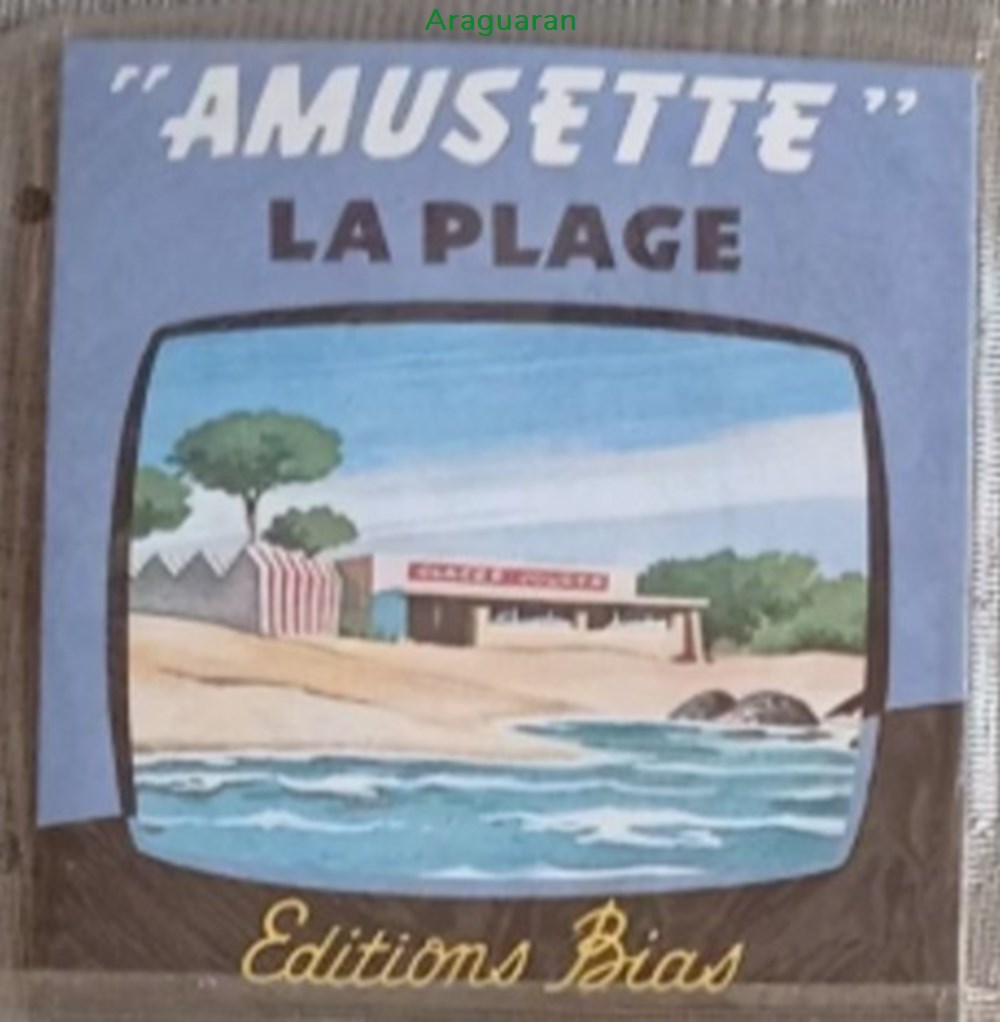 Araguaran
"AMUSETTE"
LA PLAGE
Editions Bias